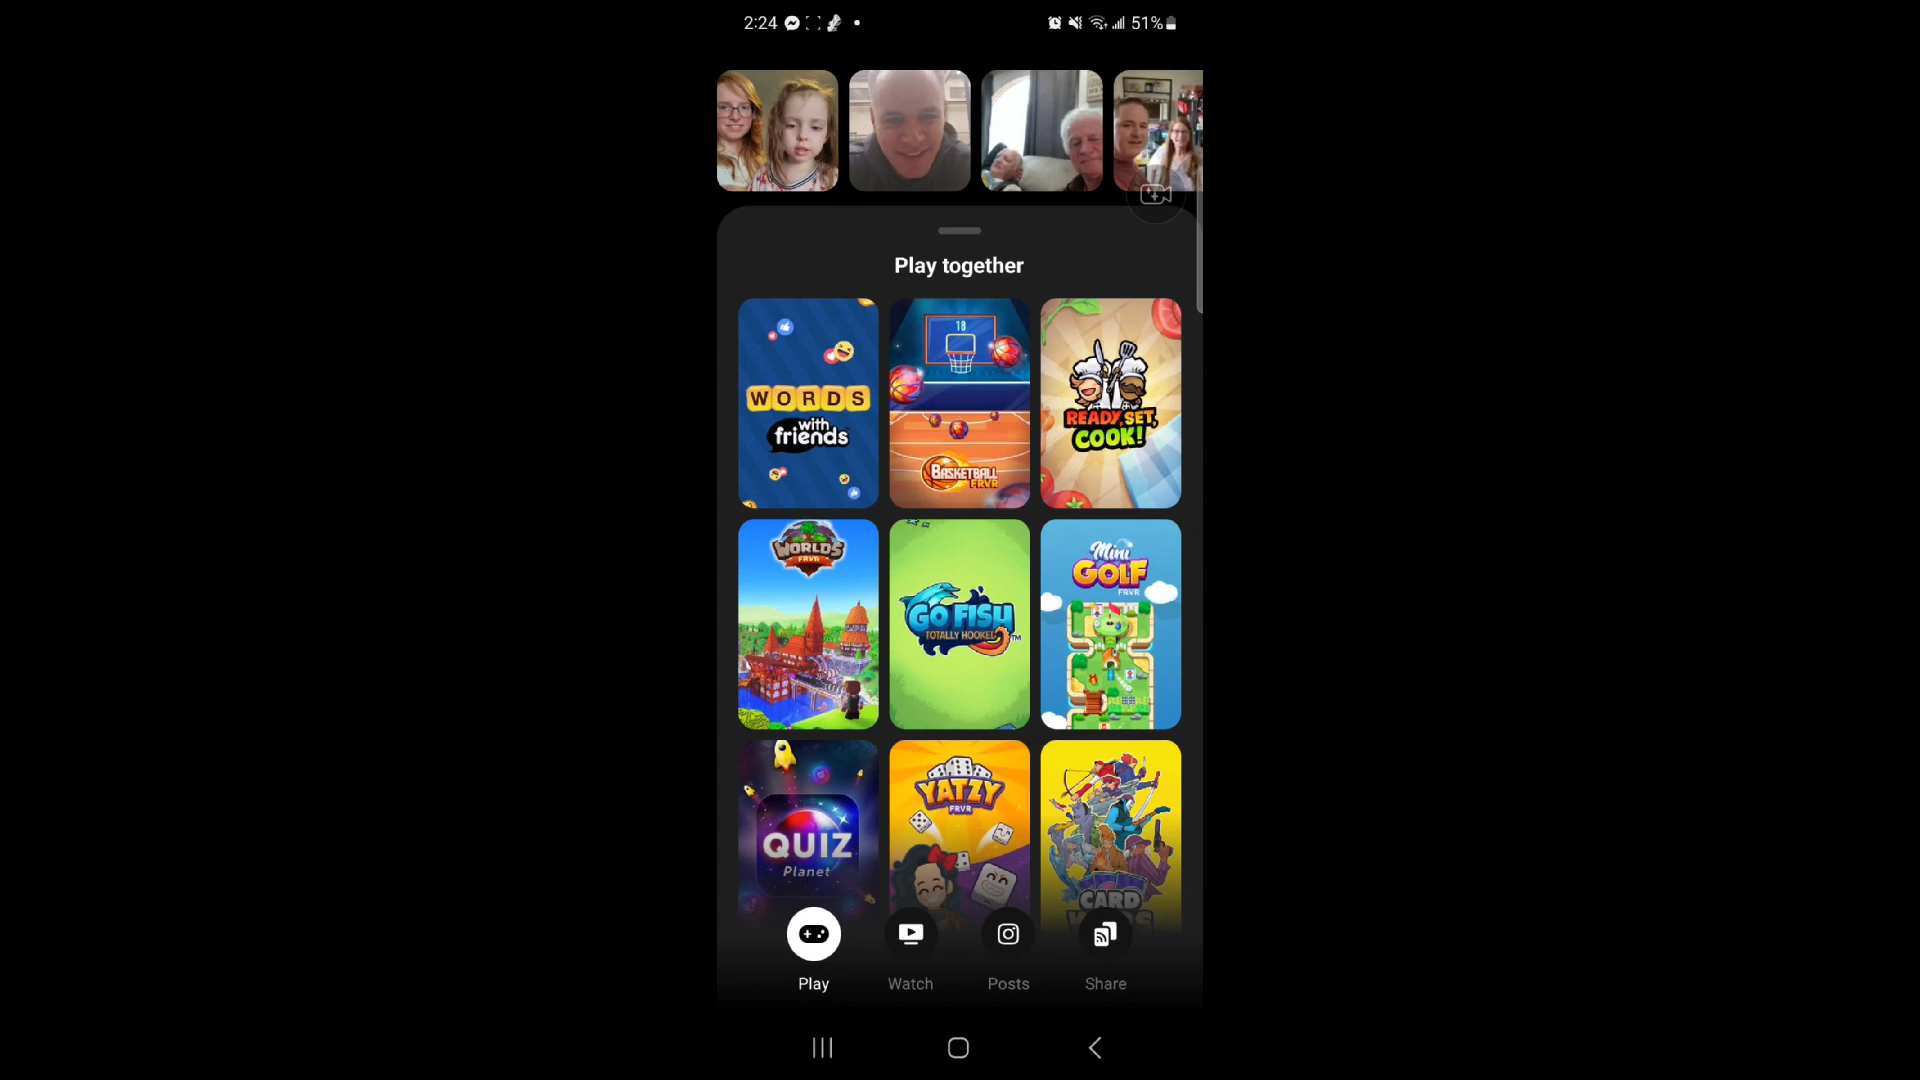 2:24
51%
Play together
WORDS
with
friends
18
BASKETBALL
FRVR
READY, SET,
COOK!
WORLDS
FRVR
GO FISH
TOTALLY HOOKED™
Mini
GOLF
FRVR
QUIZ
Planet
YATZY
FRVR
CARD
Play
Watch
Posts
Share